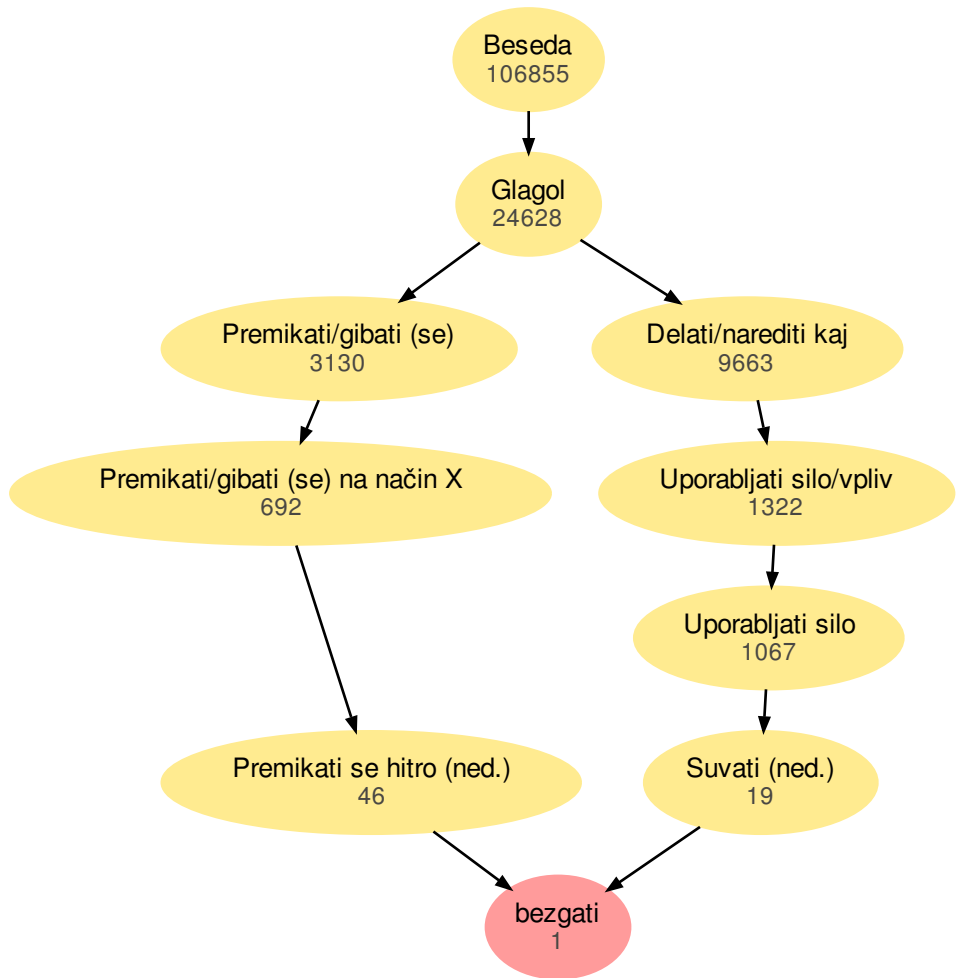 Beseda
106855
Glagol
24628
Premikati/gibati (se)
3130
Delati/narediti kaj
9663
Premikati/gibati (se) na način X
692
Uporabljati silo/vpliv
1322
Uporabljati silo
1067
Premikati se hitro (ned.)
46
Suvati (ned.)
19
bezgati
1